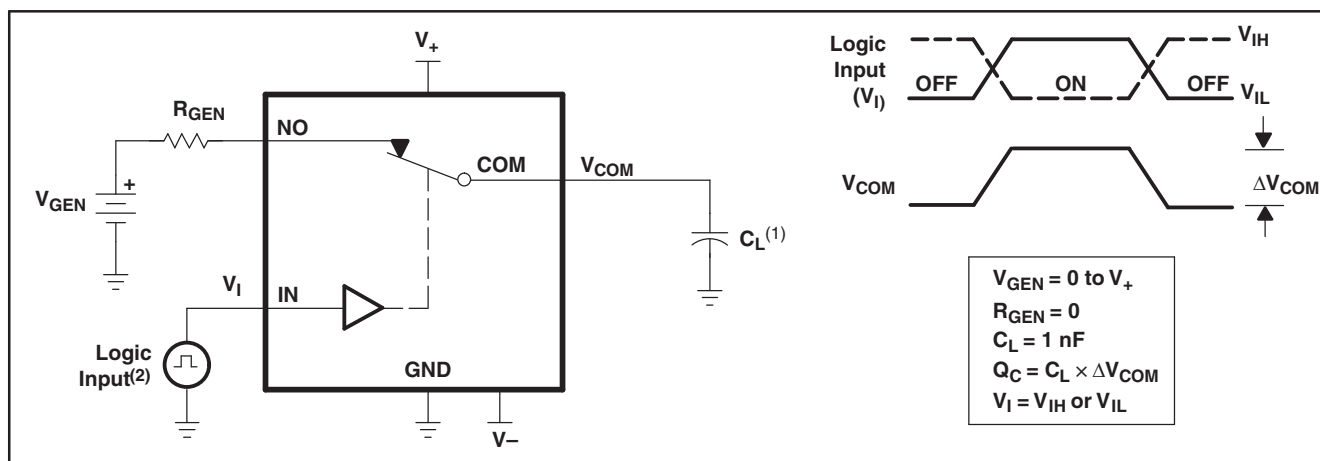 V+
RGEN
NO
COM
VCOM
VGEN
+
CL(1)
VI
IN
Logic
Input(2)
GND
V–
Logic
Input
(VI)
VIH
OFF
ON
OFF
VIL
VCOM
ΔVCOM
VGEN = 0 to V+
RGEN = 0
CL = 1 nF
QC = CL × ΔVCOM
VI = VIH or VIL